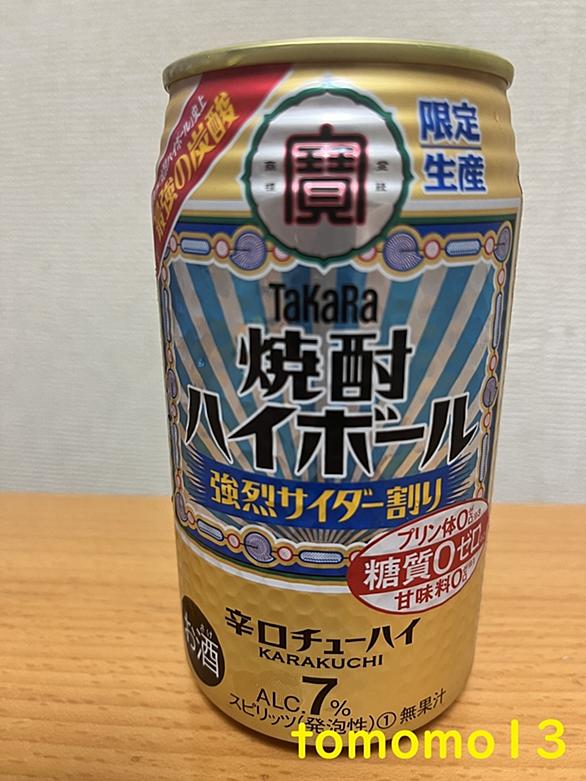 限定
生産
最強の炭酸
寶
TaKaRa
焼酎
ハイボール
強烈サイダー割り
プリン体0
糖質0ゼロ
甘味料0
お酒
辛口チューハイ
KARAKUCHI
ALC.7%
スピリッツ(発泡性)①無果汁
tomomo13